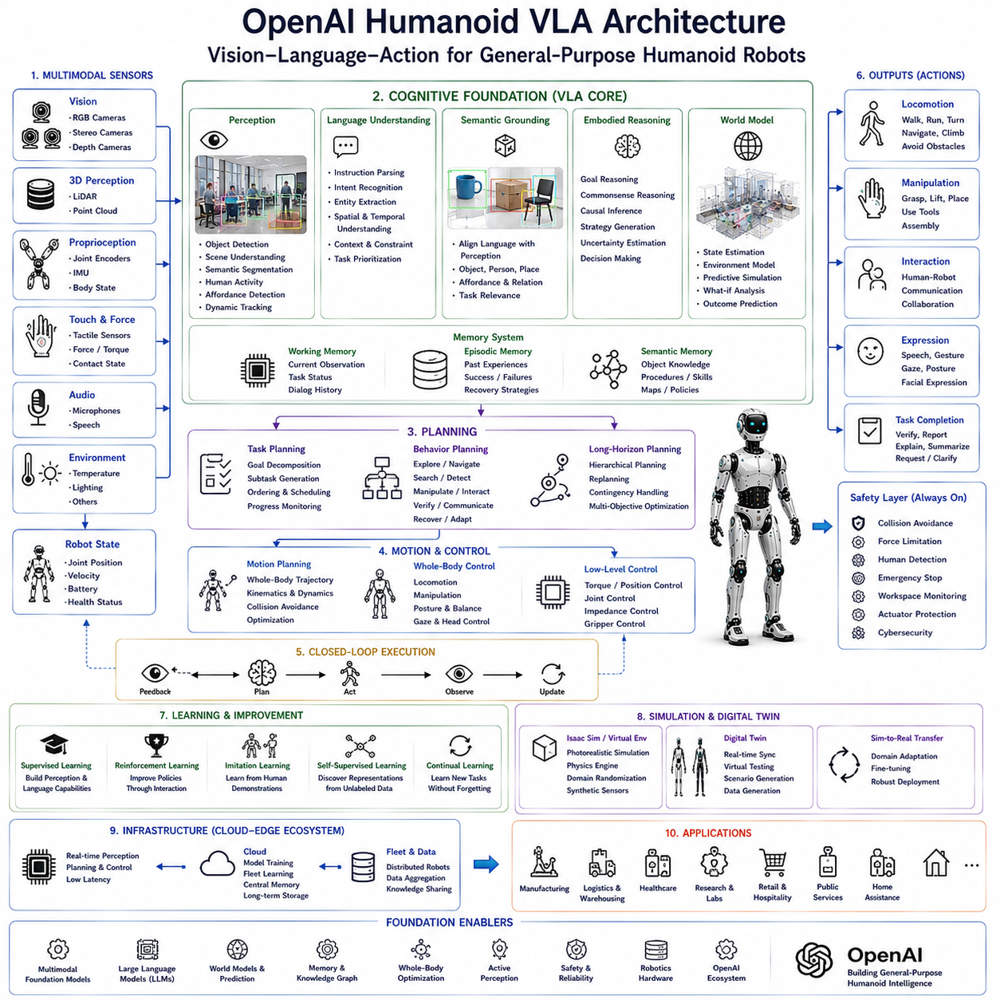 OpenAI Humanoid VLA Architecture
Vision–Language–Action for General-Purpose Humanoid Robots
1. MULTIMODAL SENSORS
Vision
· RGB Cameras
· Stereo Cameras
· Depth Cameras
3D Perception
· LiDAR
· Point Cloud
Proprioception
· Joint Encoders
· IMU
· Body State
Touch & Force
· Tactile Sensors
· Force / Torque
· Contact State
Audio
· Microphones
· Speech
Environment
· Temperature
· Lighting
· Others
Robot State
· Joint Position
· Velocity
· Battery
· Health Status
2. COGNITIVE FOUNDATION (VLA CORE)
Perception
• Object Detection
• Scene Understanding
• Semantic Segmentation
• Human Activity
• Affordance Detection
• Dynamic Tracking
Language Understanding
• Instruction Parsing
• Intent Recognition
• Entity Extraction
• Spatial & Temporal
Understanding
• Context & Constraint
• Task Prioritization
Semantic Grounding
• Align Language with
Perception
• Object, Person, Place
• Affordance & Relation
• Task Relevance
Embodied Reasoning
Goal Reasoning
Commonsense Reasoning
Causal Inference
Strategy Generation
Uncertainty Estimation
Decision Making
World Model
• State Estimation
• Environment Model
• Predictive Simulation
• What-if Analysis
• Outcome Prediction
Memory System
Working Memory
Current Observation
Task Status
Dialog History
Episodic Memory
Past Experiences
Success / Failures
Recovery Strategies
Semantic Memory
Object Knowledge
Procedures / Skills
Maps / Policies
3. PLANNING
Task Planning
Goal Decomposition
Subtask Generation
Ordering & Scheduling
Progress Monitoring
Behavior Planning
Explore / Navigate
Search / Detect
Manipulate / Interact
Verify / Communicate
Recover / Adapt
Long-Horizon Planning
Hierarchical Planning
Replanning
Contingency Handling
Multi-Objective Optimization
4. MOTION & CONTROL
Motion Planning
Whole-Body Trajectory
Kinematics & Dynamics
Collision Avoidance
Optimization
Whole-Body Control
Locomotion
Manipulation
Posture & Balance
Gaze & Head Control
Low-Level Control
Torque / Position Control
Joint Control
Impedance Control
Gripper Control
5. CLOSED-LOOP EXECUTION
Feedback
Plan
Act
Observe
Update
6. OUTPUTS (ACTIONS)
Locomotion
Walk, Run, Turn
Navigate, Climb
Avoid Obstacles
Manipulation
Grasp, Lift, Place
Use Tools
Assembly
Interaction
Human-Robot
Communication
Collaboration
Expression
Speech, Gesture
Gaze, Posture
Facial Expression
Task Completion
Verify, Report
Explain, Summarize
Request / Clarify
Safety Layer (Always On)
Collision Avoidance
Force Limitation
Human Detection
Emergency Stop
Workspace Monitoring
Actuator Protection
Cybersecurity
7. LEARNING & IMPROVEMENT
Supervised Learning
Build Perception &
Language Capabilities
Reinforcement Learning
Improve Policies
Through Interaction
Imitation Learning
Learn from Human
Demonstrations
Self-Supervised Learning
Discover Representations
from Unlabeled Data
Continual Learning
Learn New Tasks
Without Forgetting
8. SIMULATION & DIGITAL TWIN
Isaac Sim / Virtual Env
Photorealistic Simulation
Physics Engine
Domain Randomization
Synthetic Sensors
Digital Twin
Real-time Sync
Virtual Testing
Scenario Generation
Data Generation
Sim-to-Real Transfer
Domain Adaptation
Fine-tuning
Robust Deployment
9. INFRASTRUCTURE (CLOUD–EDGE ECOSYSTEM)
Real-time Perception
Planning & Control
Low Latency
Cloud
Model Training
Fleet Learning
Central Memory
Long-term Storage
Fleet & Data
Distributed Robots
Data Aggregation
Knowledge Sharing
10. APPLICATIONS
Manufacturing
Logistics &
Warehousing
Healthcare
Research &
Labs
Retail &
Hospitality
Public
Services
Home
Assistance
...
FOUNDATION ENABLERS
Multimodal
Foundation Models
Large Language
Models (LLMs)
World Models &
Prediction
Memory &
Knowledge Graph
Whole-Body
Optimization
Active
Perception
Safety &
Reliability
Robotics
Hardware
OpenAI
Ecosystem
OpenAI
Building General-Purpose
Humanoid Intelligence